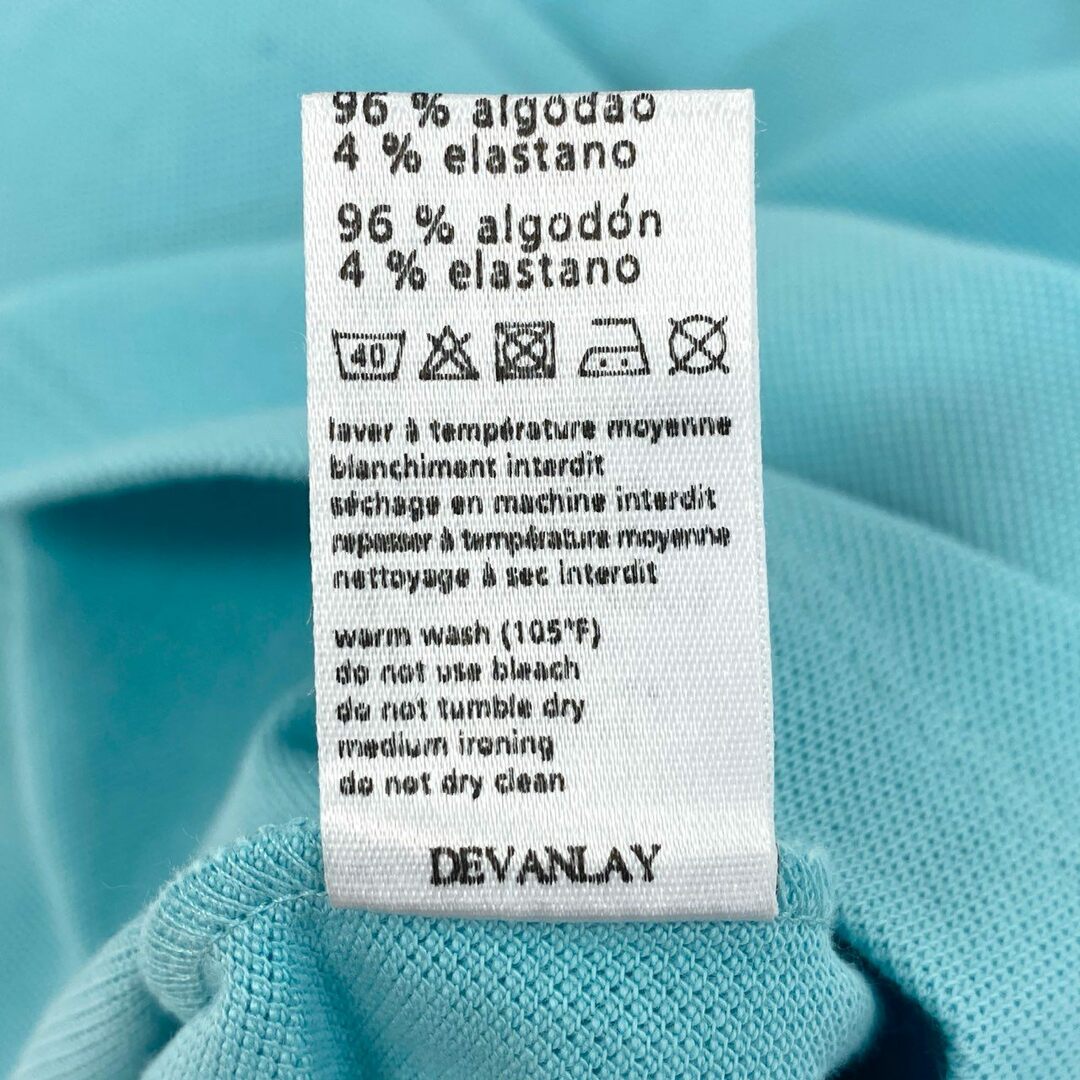 96 % algodão
4 % elastano
96 % algodón
4 % elastano
40
laver à température moyenne
blanchiment interdit
séchage en machine interdit
repasser à température moyenne
nettoyage à sec interdit
warm wash (105°F)
do not use bleach
do not tumble dry
medium ironing
do not dry clean
DEVANLAY